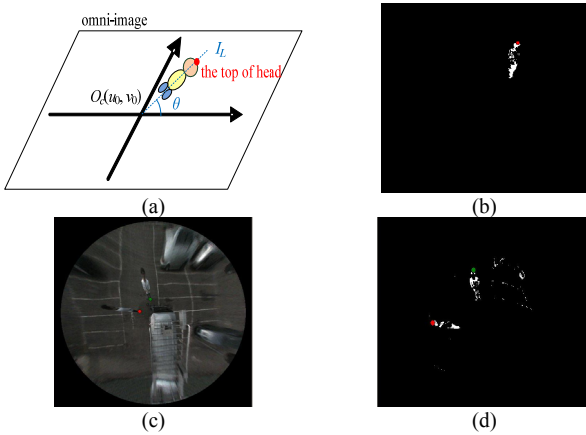 omni-image
I_L
the top of head
O_c(u_0, v_0)
θ
(a)
(b)
(c)
(d)